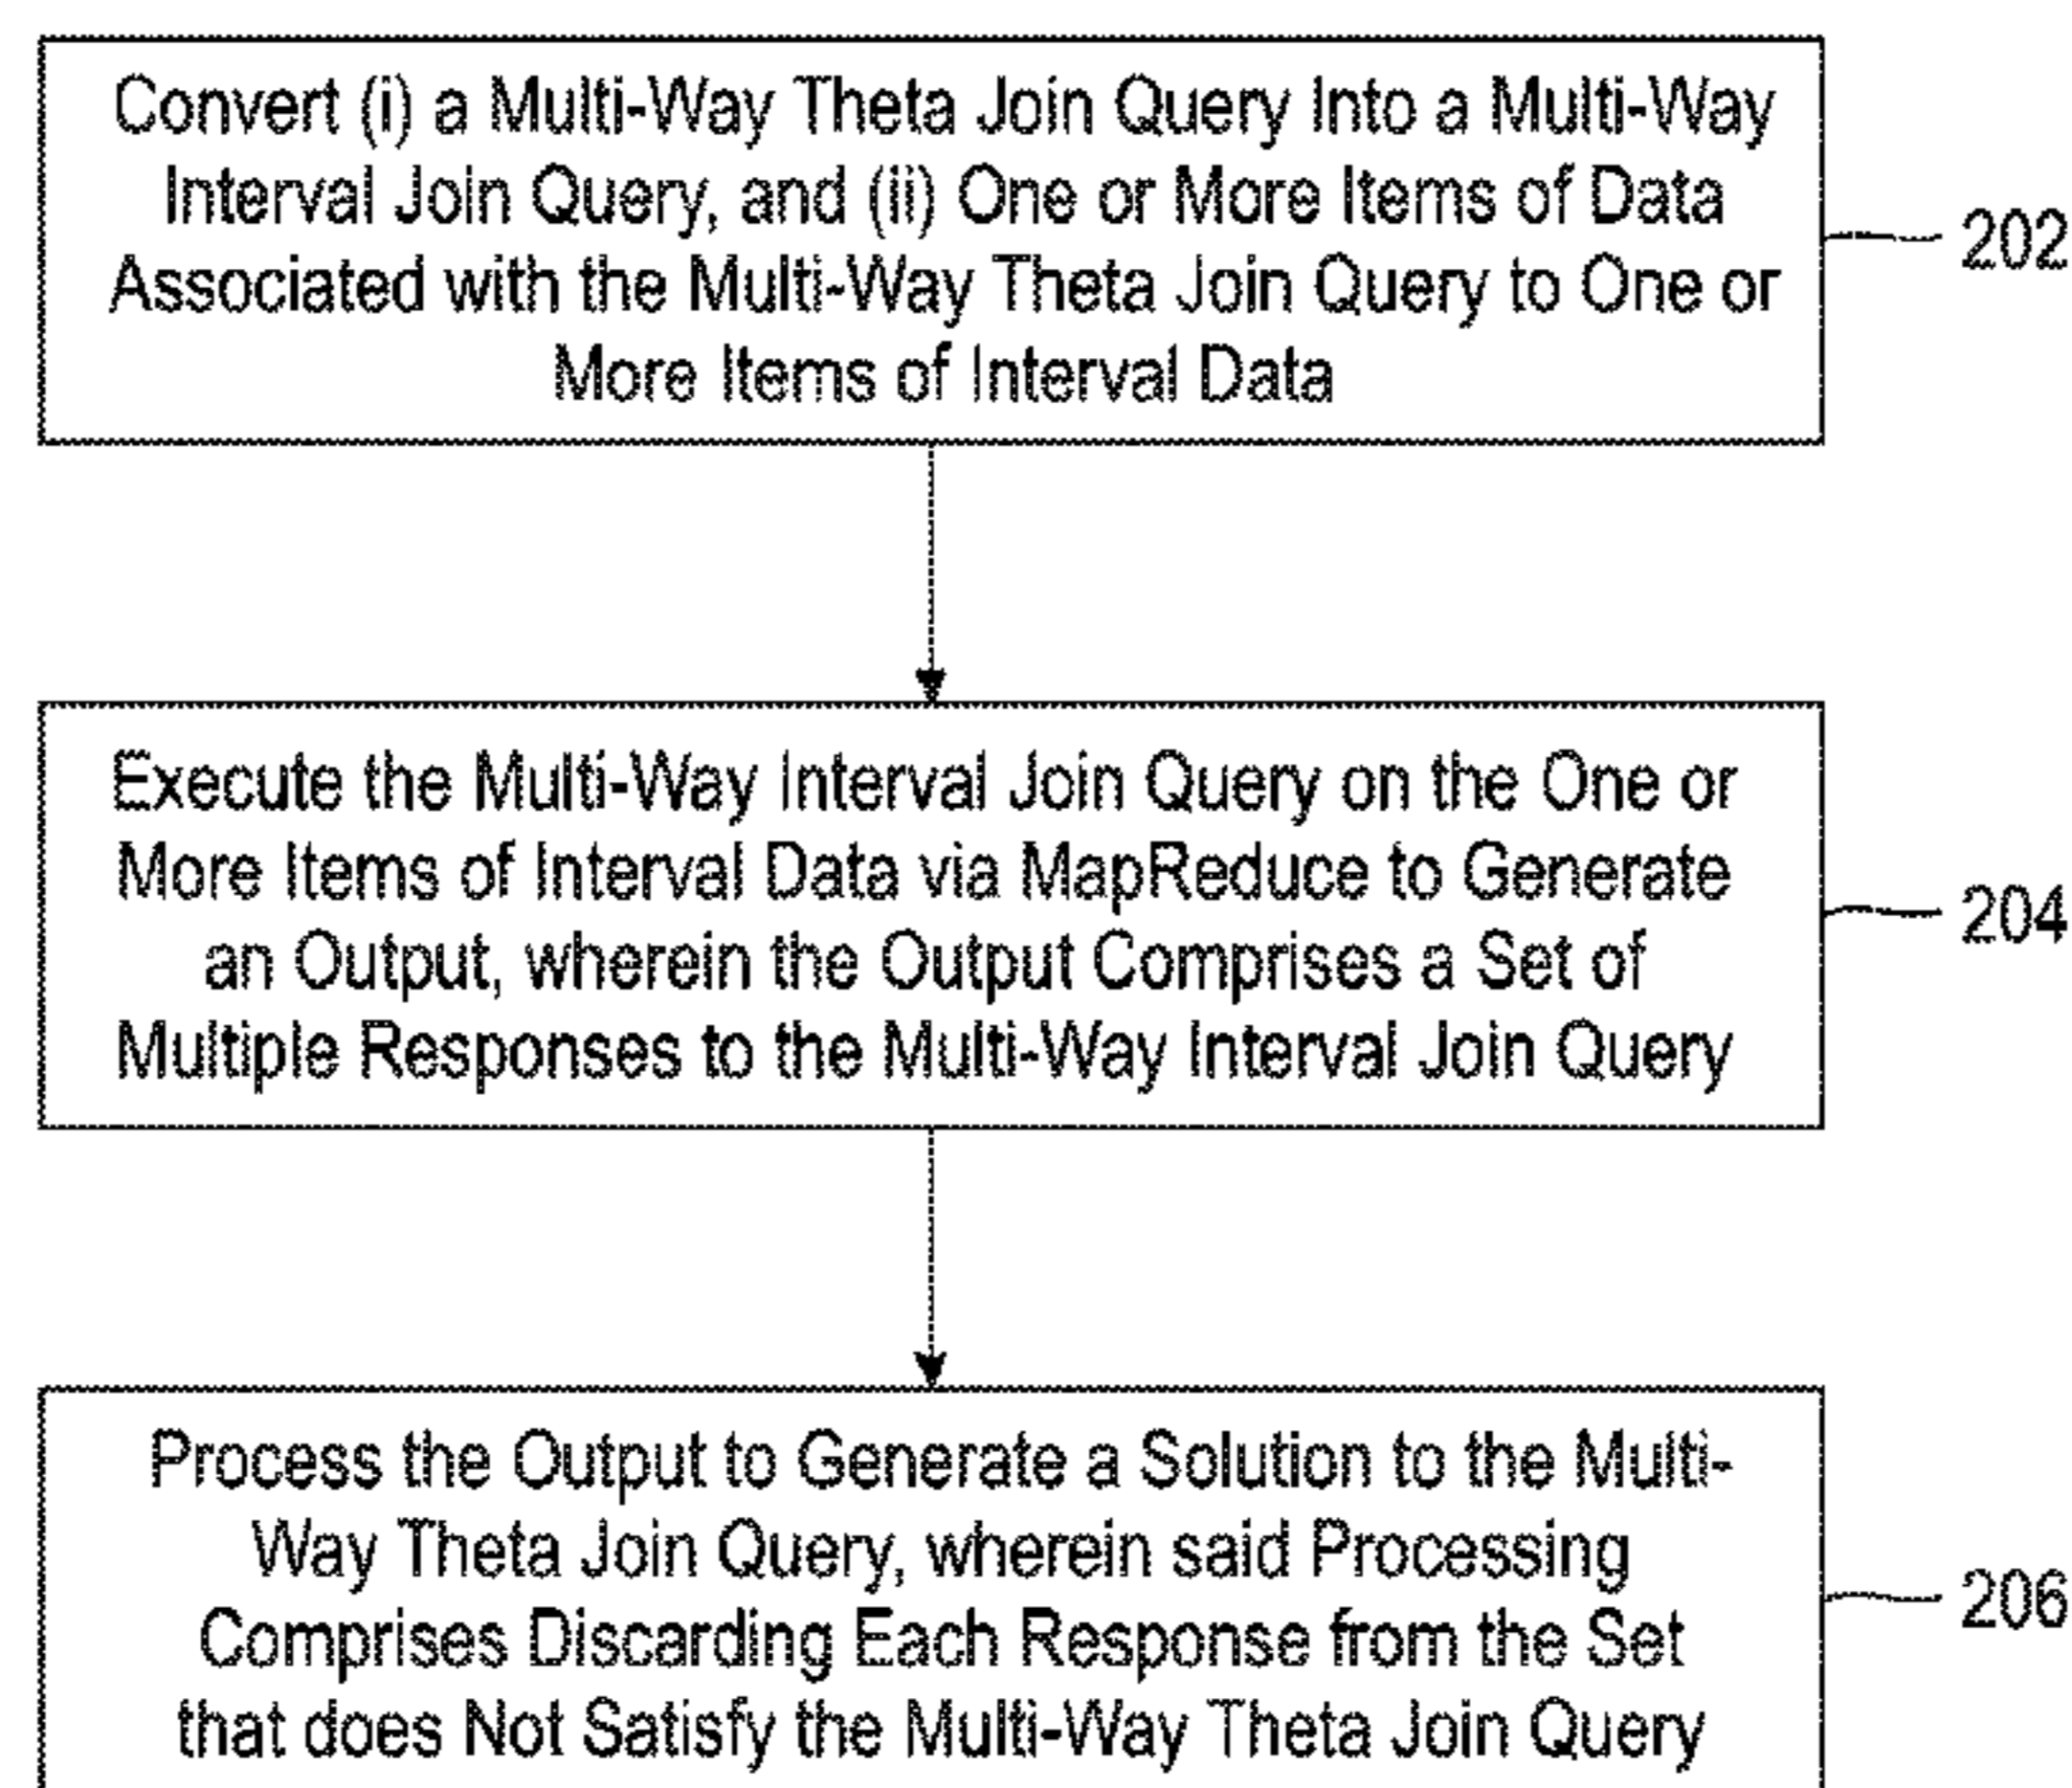 Convert (i) a Multi-Way Theta Join Query Into a Multi-Way
Interval Join Query, and (ii) One or More Items of Data
Associated with the Multi-Way Theta Join Query to One or
More Items of Interval Data
202
Execute the Multi-Way Interval Join Query on the One or
More Items of Interval Data via MapReduce to Generate
an Output, wherein the Output Comprises a Set of
Multiple Responses to the Multi-Way Interval Join Query
204
Process the Output to Generate a Solution to the Multi-
Way Theta Join Query, wherein said Processing
Comprises Discarding Each Response from the Set
that does Not Satisfy the Multi-Way Theta Join Query
206